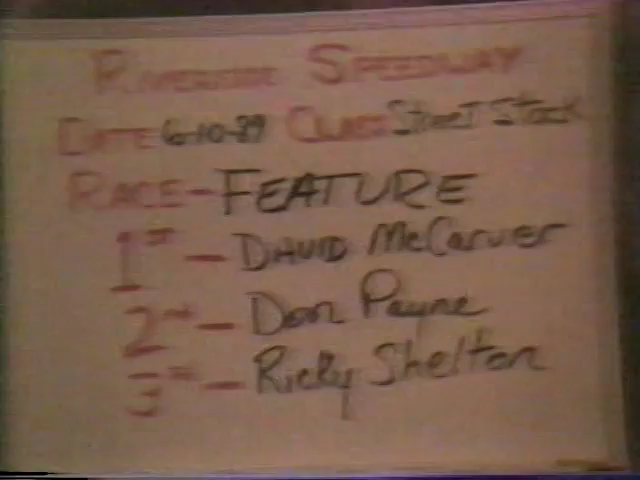 RIVERSIDE SPEEDWAY
DATE 6-10-89 CLASS Street Stock
RACE - FEATURE
1ST - DAVID McCarver
2nd - Don Payne
3RD - Ricky Shelton